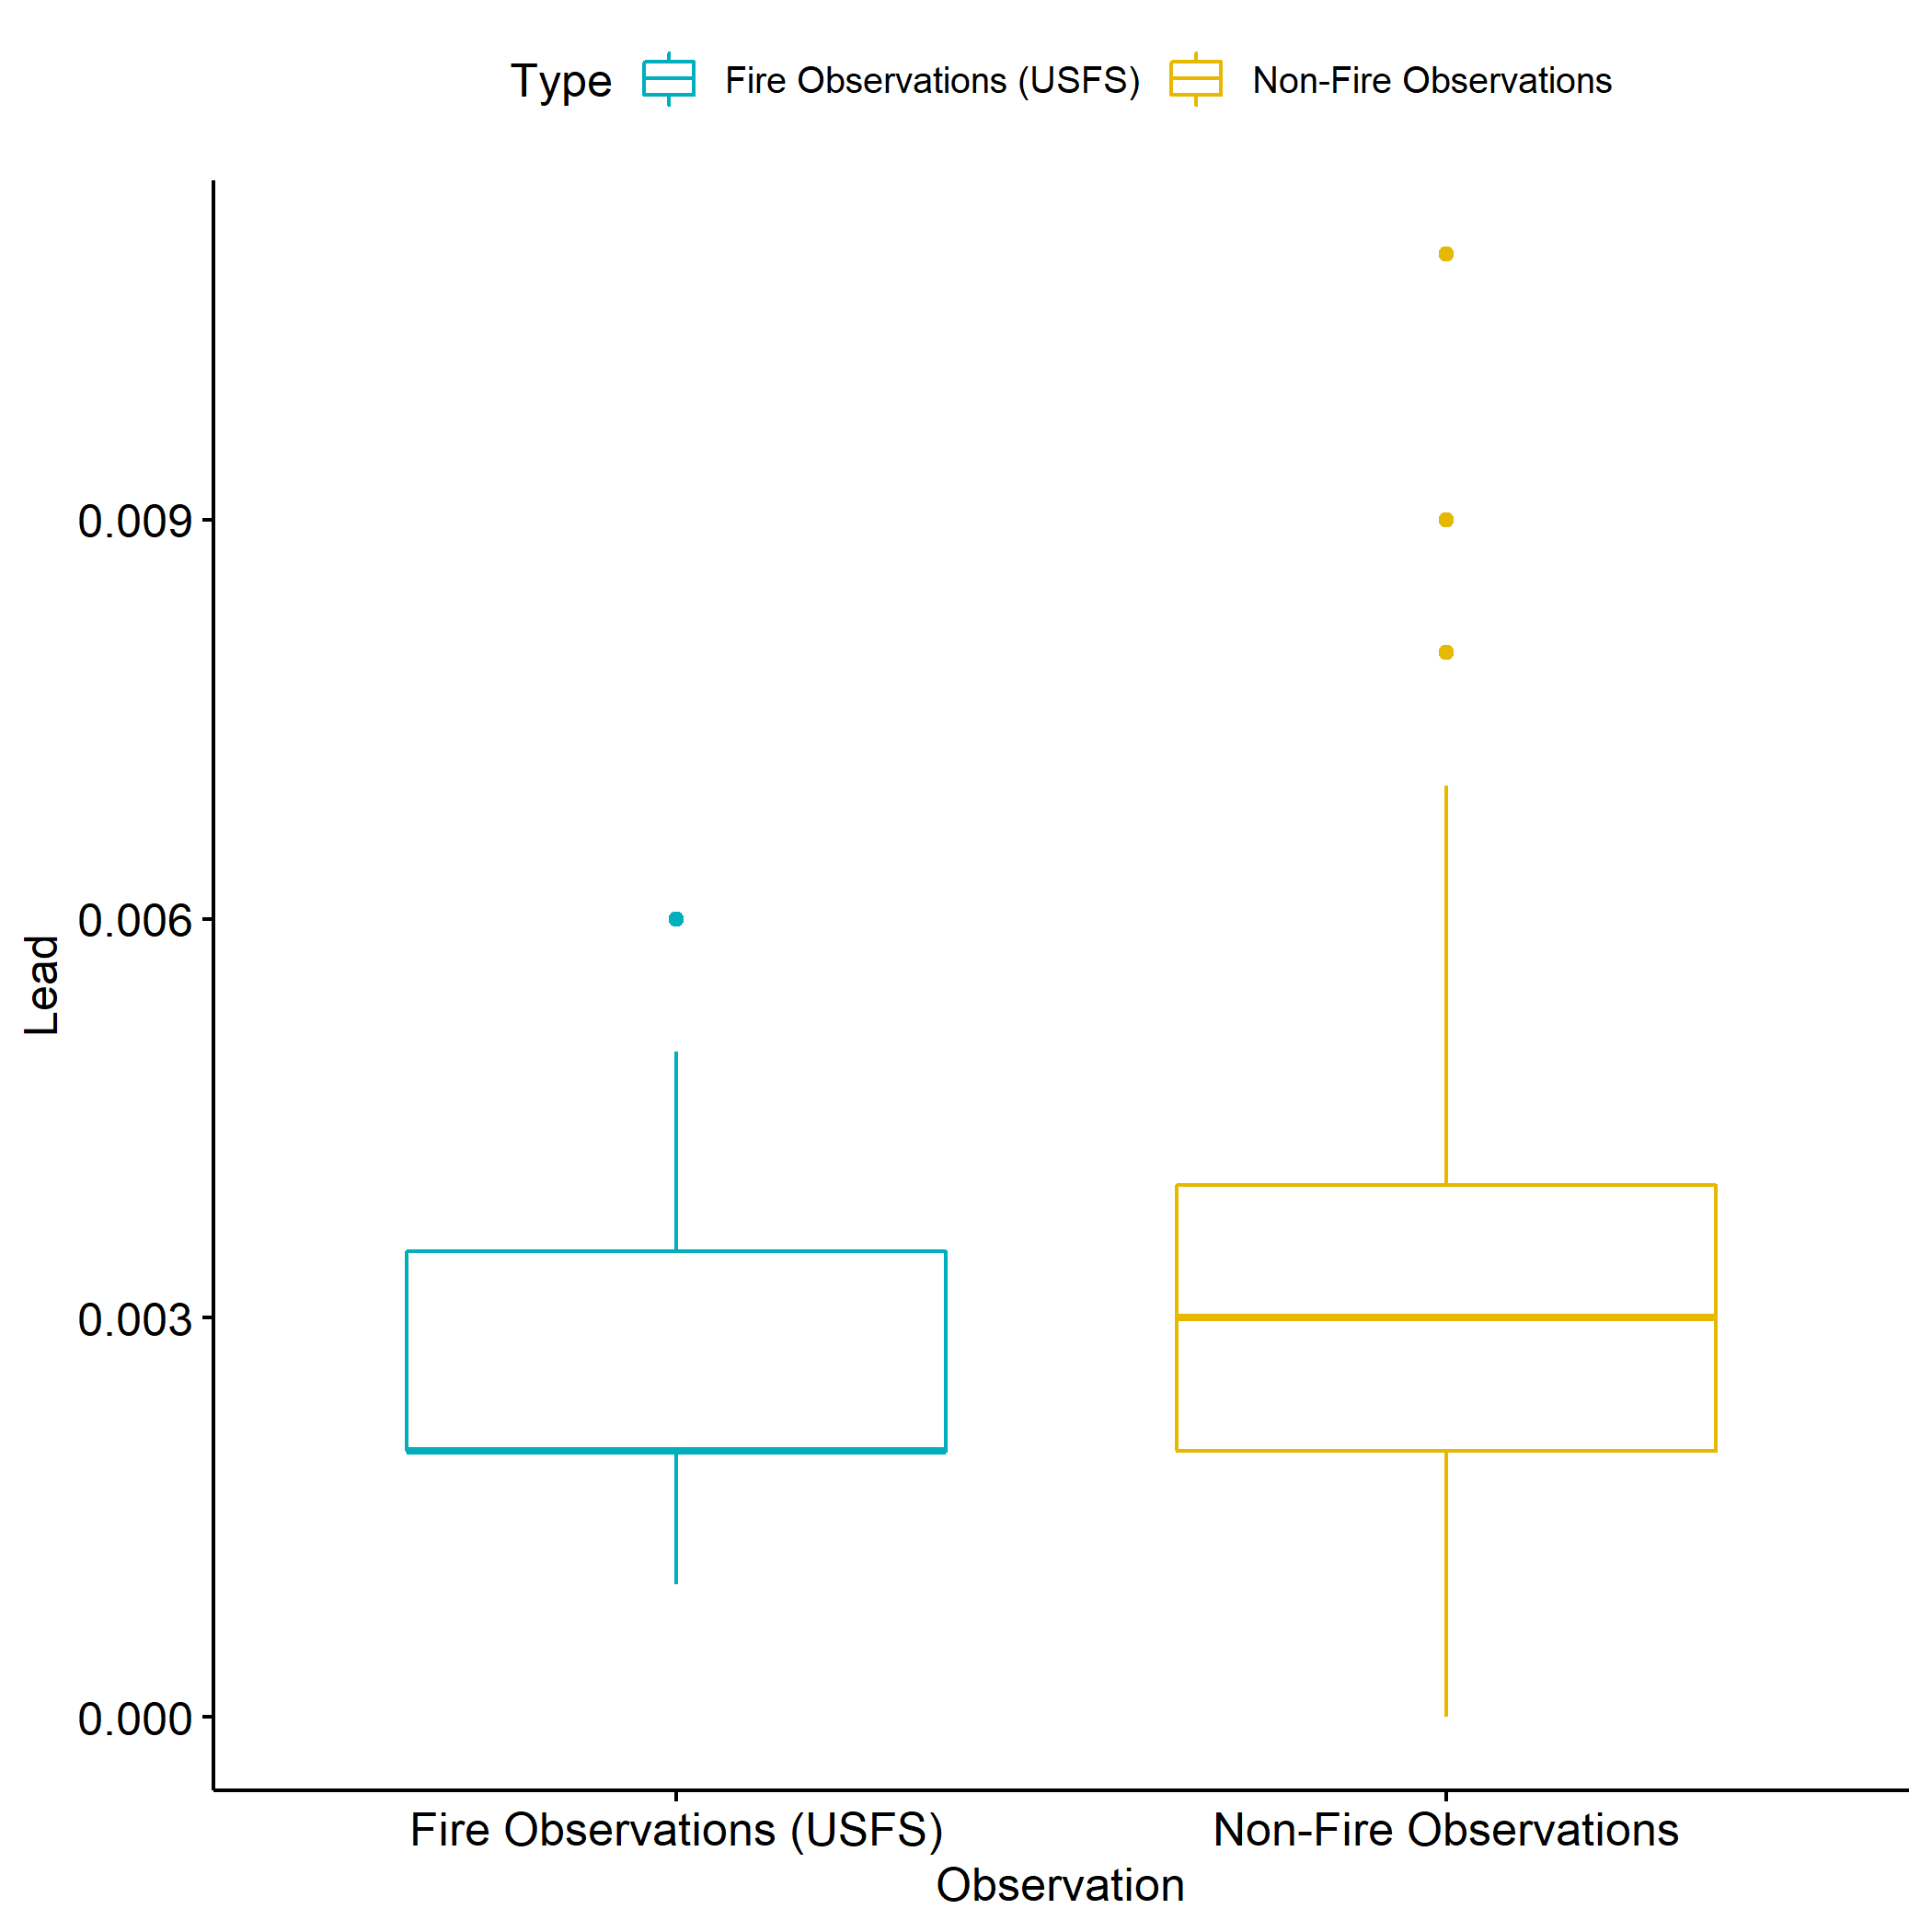 Type Fire Observations (USFS) Non-Fire Observations
0.009
0.006
0.003
0.000
Lead
Fire Observations (USFS) Non-Fire Observations
Observation